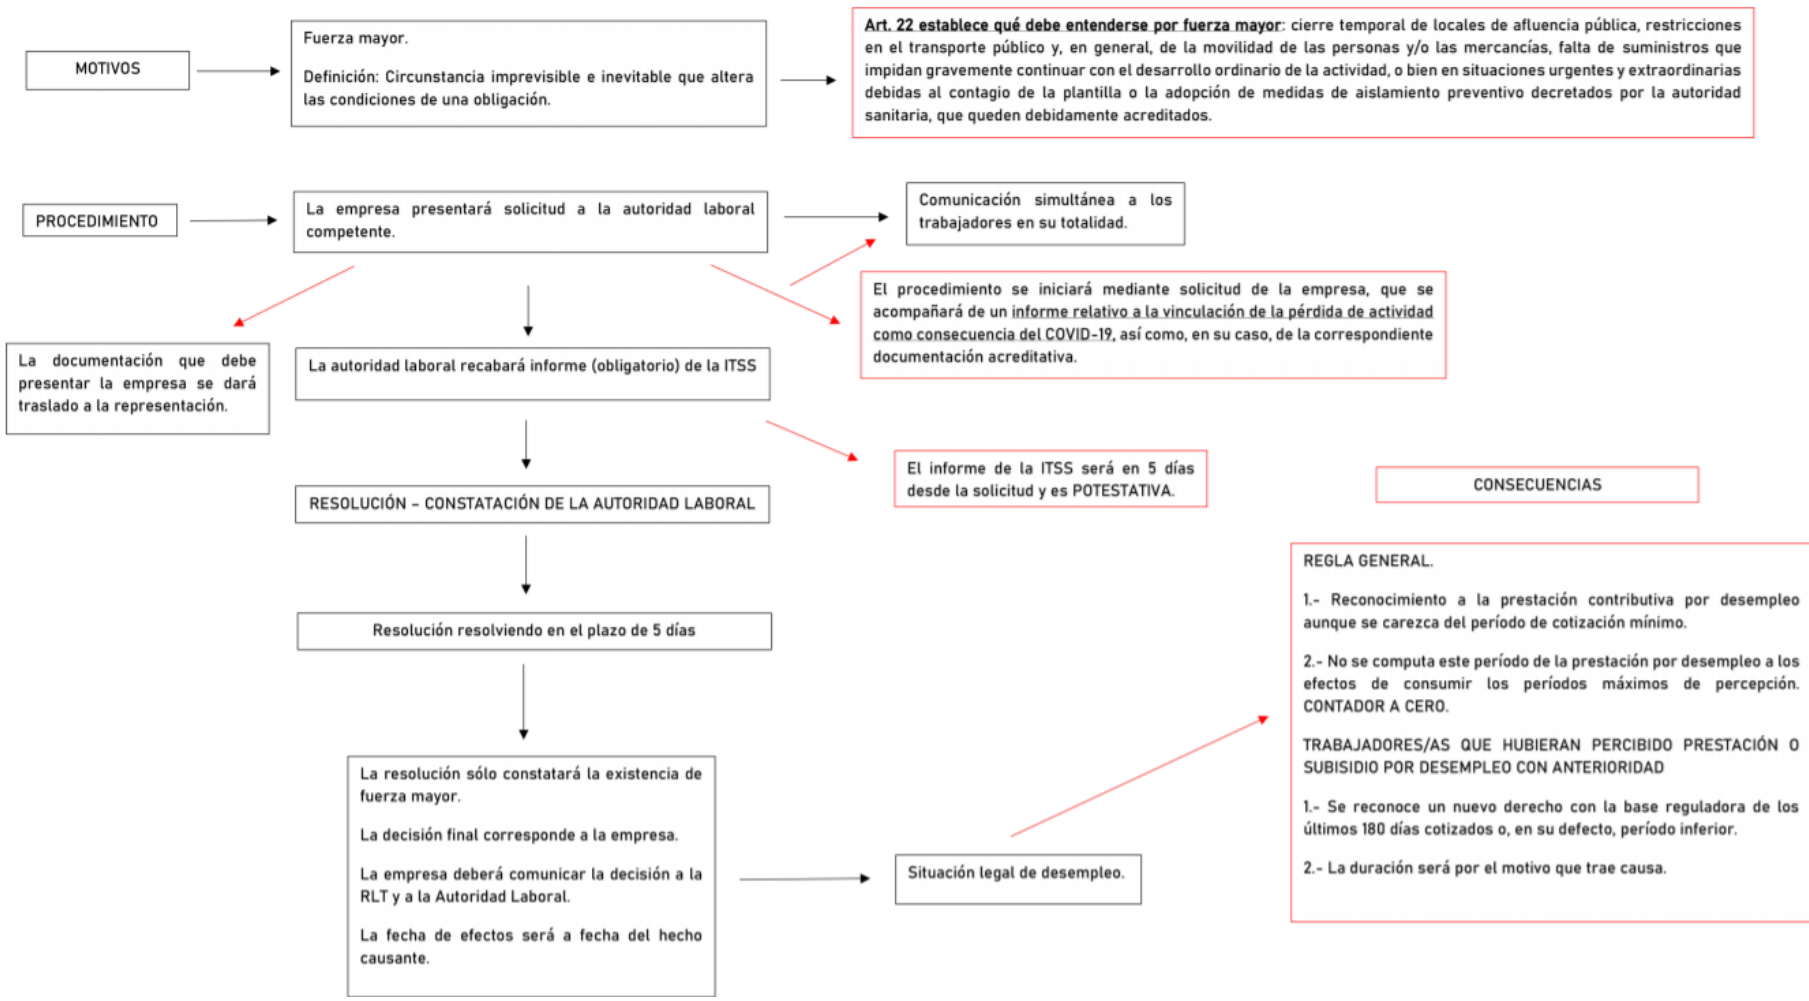 MOTIVOS
Fuerza mayor.
Definición: Circunstancia imprevisible e inevitable que altera
las condiciones de una obligación.
Art. 22 establece qué debe entenderse por fuerza mayor: cierre temporal de locales de afluencia pública, restricciones
en el transporte público y, en general, de la movilidad de las personas y/o las mercancías, falta de suministros que
impidan gravemente continuar con el desarrollo ordinario de la actividad, o bien en situaciones urgentes y extraordinarias
debidas al contagio de la plantilla o la adopción de medidas de aislamiento preventivo decretados por la autoridad
sanitaria, que queden debidamente acreditados.
PROCEDIMIENTO
La empresa presentará solicitud a la autoridad laboral
competente.
Comunicación simultánea a los
trabajadores en su totalidad.
El procedimiento se iniciará mediante solicitud de la empresa, que se
acompañará de un informe relativo a la vinculación de la pérdida de actividad
como consecuencia del COVID-19, así como, en su caso, de la correspondiente
documentación acreditativa.
La documentación que debe
presentar la empresa se dará
traslado a la representación.
La autoridad laboral recabará informe (obligatorio) de la ITSS
El informe de la ITSS será en 5 días
desde la solicitud y es POTESTATIVA.
RESOLUCIÓN – CONSTATACIÓN DE LA AUTORIDAD LABORAL
Resolución resolviendo en el plazo de 5 días
La resolución sólo constatará la existencia de
fuerza mayor.
La decisión final corresponde a la empresa.
La empresa deberá comunicar la decisión a la
RLT y a la Autoridad Laboral.
La fecha de efectos será a fecha del hecho
causante.
Situación legal de desempleo.
CONSECUENCIAS
REGLA GENERAL.
1.- Reconocimiento a la prestación contributiva por desempleo
aunque se carezca del período de cotización mínimo.
2.- No se computa este período de la prestación por desempleo a los
efectos de consumir los períodos máximos de percepción.
CONTADOR A CERO.
TRABAJADORES/AS QUE HUBIERAN PERCIBIDO PRESTACIÓN O
SUBISIDIO POR DESEMPLEO CON ANTERIORIDAD
1.- Se reconoce un nuevo derecho con la base reguladora de los
últimos 180 días cotizados o, en su defecto, período inferior.
2.- La duración será por el motivo que trae causa.